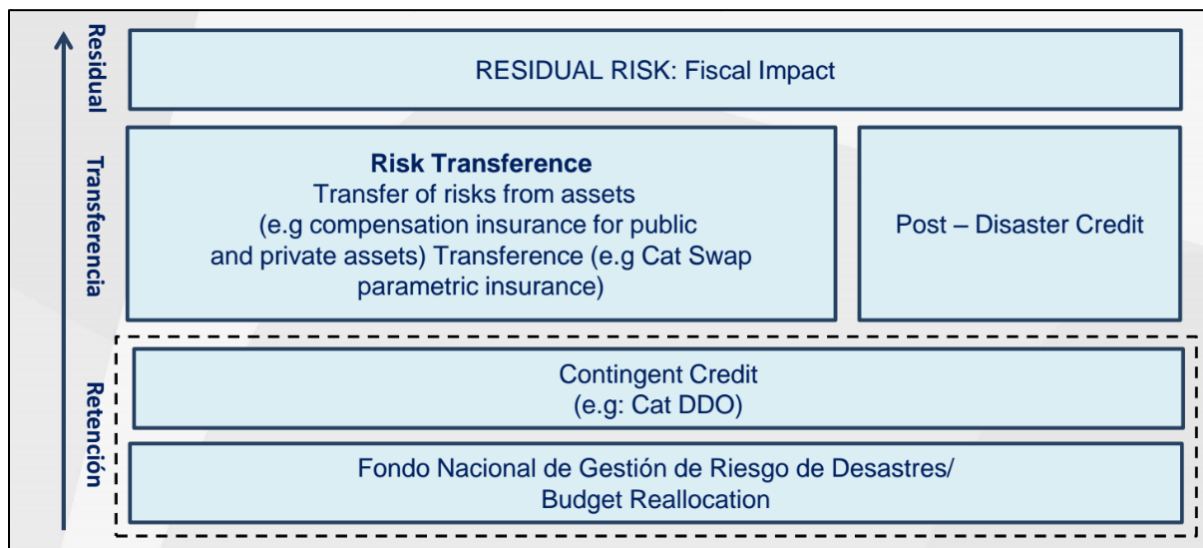 Residual
RESIDUAL RISK: Fiscal Impact
Transferencia
Risk Transference
Transfer of risks from assets
(e.g compensation insurance for public
and private assets) Transference (e.g Cat Swap
parametric insurance)
Post – Disaster Credit
Retención
Contingent Credit
(e.g: Cat DDO)
Fondo Nacional de Gestión de Riesgo de Desastres/
Budget Reallocation